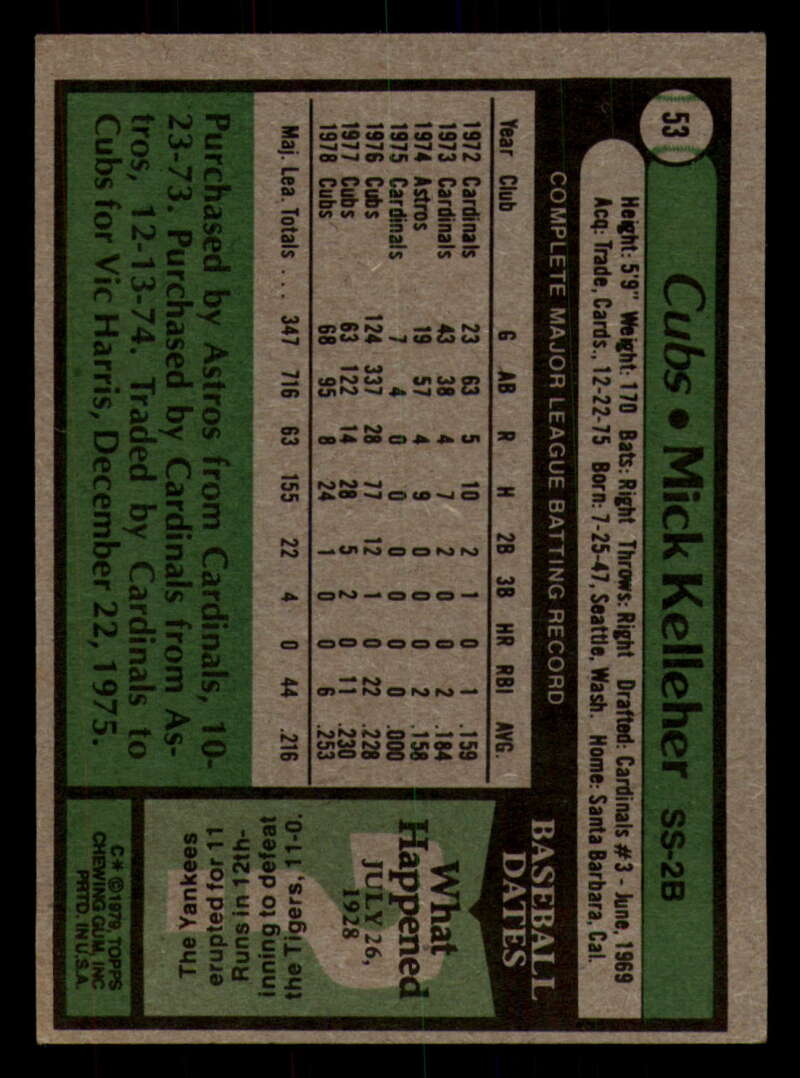 53
Cubs • Mick Kelleher SS-2B
Height: 5'9" Weight: 170 Bats: Right Throws: Right Drafted: Cardinals #3 - June, 1969
Acq: Trade, Cards., 12-22-75 Born: 7-25-47, Seattle, Wash. Home: Santa Barbara, Cal.
COMPLETE MAJOR LEAGUE BATTING RECORD
Year Club G AB R H 2B 3B HR RBI AVG.
1972 Cardinals 23 63 5 10 2 1 0 1 .159
1973 Cardinals 43 38 4 7 2 0 0 2 .184
1974 Astros 19 57 4 9 0 0 0 2 .158
1975 Cardinals 7 4 0 0 0 0 0 0 .000
1976 Cubs 124 337 28 77 12 1 0 22 .228
1977 Cubs 63 122 14 28 5 2 0 11 .230
1978 Cubs 68 95 8 24 1 0 0 6 .253
Maj. Lea. Totals . . . 347 716 63 155 22 4 0 44 .216
Purchased by Astros from Cardinals, 10-
23-73. Purchased by Cardinals from As-
tros, 12-13-74. Traded by Cardinals to
Cubs for Vic Harris, December 22, 1975.
BASEBALL
DATES
What
Happened
JULY 26,
1928
The Yankees
erupted for 11
Runs in 12th-
inning to defeat
the Tigers, 11-0.
C* ©1979, TOPPS
CHEWING GUM, INC
PRTD. IN U.S.A.